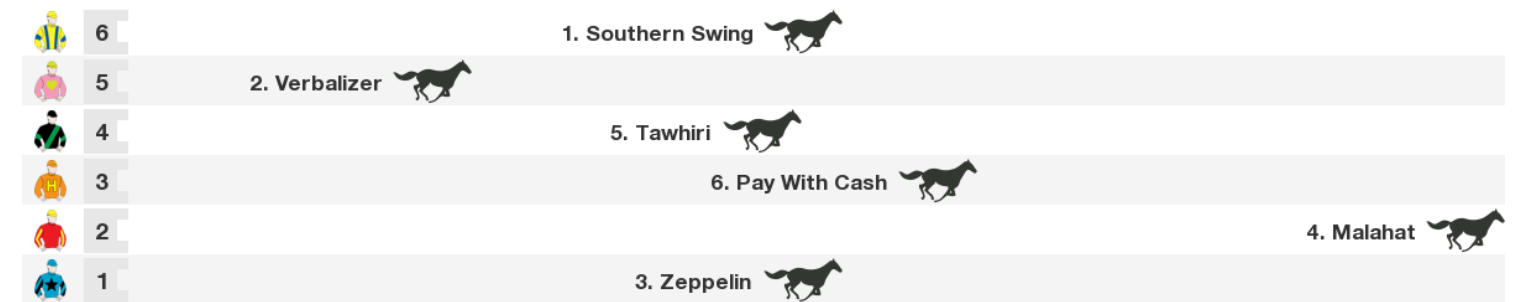 6 1. Southern Swing
5 2. Verbalizer
4 5. Tawhiri
H 3 6. Pay With Cash
2 4. Malahat
1 3. Zeppelin